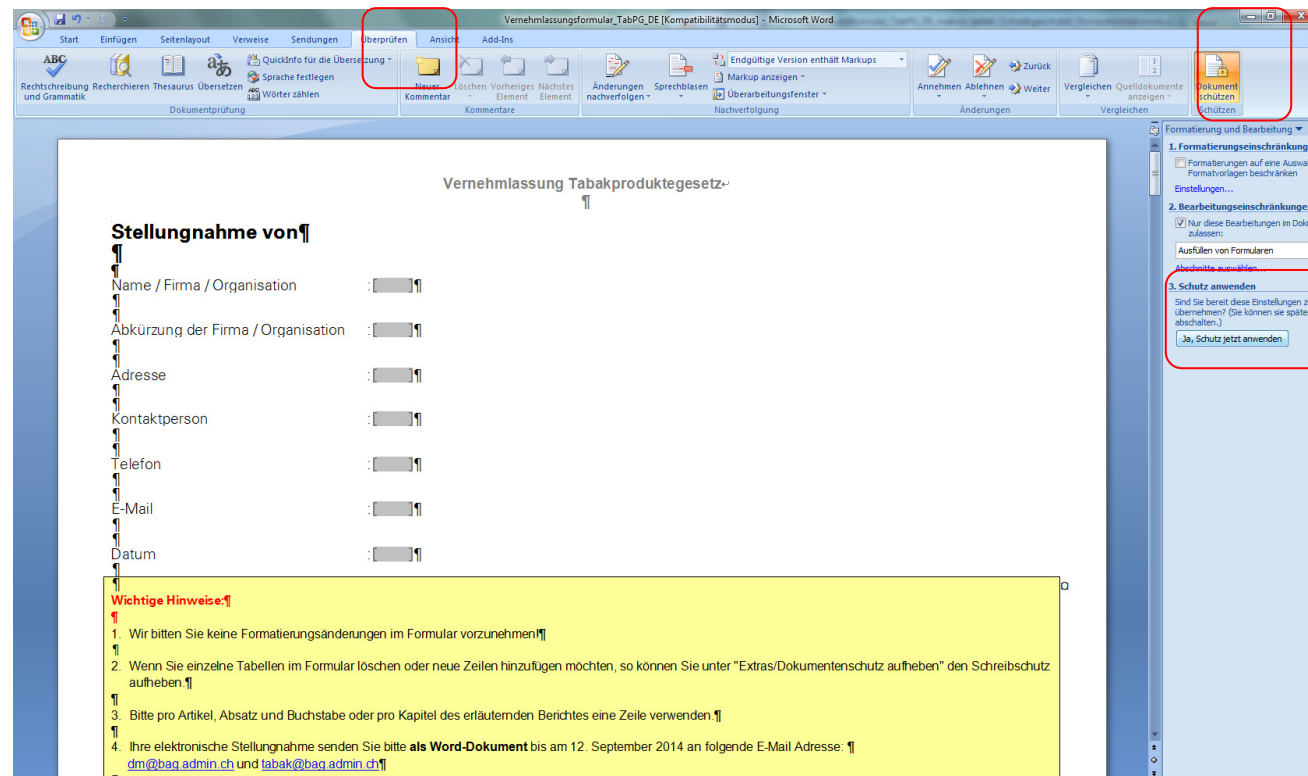 Vernehmlassungsformular_TabPG_DE [Kompatibilitätsmodus] - Microsoft Word
Start Einfügen Seitenlayout Verweise Sendungen Überprüfen Ansicht Add-Ins
ABC
Rechtschreibung und Grammatik
Recherchieren
Thesaurus
Übersetzen
QuickInfo für die Übersetzung
Sprache festlegen
Wörter zählen
Dokumentprüfung
Neuer Kommentar
Löschen
Vorheriges Element
Nächstes Element
Kommentare
Änderungen nachverfolgen
Sprechblasen
Endgültige Version enthält Markups
Markup anzeigen
Überarbeitungsfenster
Nachverfolgung
Annehmen
Ablehnen
Zurück
Weiter
Änderungen
Vergleichen
Quelldokumente anzeigen
Vergleichen
Dokument schützen
Schützen
Vernehmlassung Tabakproduktegesetz↵
¶
Stellungnahme von¶
¶
¶
Name / Firma / Organisation : [ ]¶
¶
¶
Abkürzung der Firma / Organisation : [ ]¶
¶
¶
Adresse : [ ]¶
¶
¶
Kontaktperson : [ ]¶
¶
¶
Telefon : [ ]¶
¶
¶
E-Mail : [ ]¶
¶
¶
Datum : [ ]¶
¶
¶
Wichtige Hinweise:¶
¶
1. Wir bitten Sie keine Formatierungsänderungen im Formular vorzunehmen!¶
¶
2. Wenn Sie einzelne Tabellen im Formular löschen oder neue Zeilen hinzufügen möchten, so können Sie unter "Extras/Dokumentenschutz aufheben" den Schreibschutz
aufheben.¶
¶
3. Bitte pro Artikel, Absatz und Buchstabe oder pro Kapitel des erläuternden Berichtes eine Zeile verwenden.¶
¶
4. Ihre elektronische Stellungnahme senden Sie bitte als Word-Dokument bis am 12. September 2014 an folgende E-Mail Adresse: ¶
dm@bag.admin.ch und tabak@bag.admin.ch¶
Formatierung und Bearbeitung
1. Formatierungseinschränkung
Formatierungen auf eine Auswa
Formatvorlagen beschränken
Einstellungen...
2. Bearbeitungseinschränkunge
Nur diese Bearbeitungen im Doku
zulassen:
Ausfüllen von Formularen
Abschnitte auswählen...
3. Schutz anwenden
Sind Sie bereit diese Einstellungen z
übernehmen? (Sie können sie späte
abschalten.)
Ja, Schutz jetzt anwenden